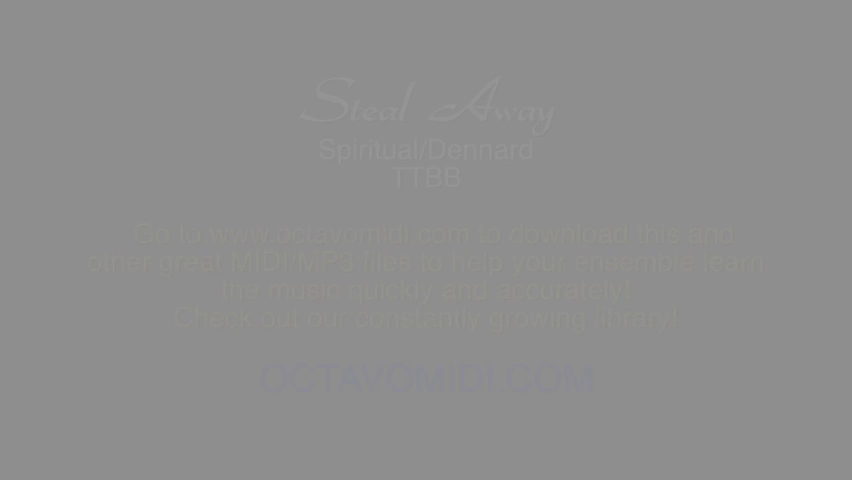 Steal Away
Spiritual/Dennard
TTBB
Go to www.octavomidi.com to download this and
other great MIDI/MP3 files to help your ensemble learn
the music quickly and accurately!
Check out our constantly growing library!
OCTAVOMIDI.COM